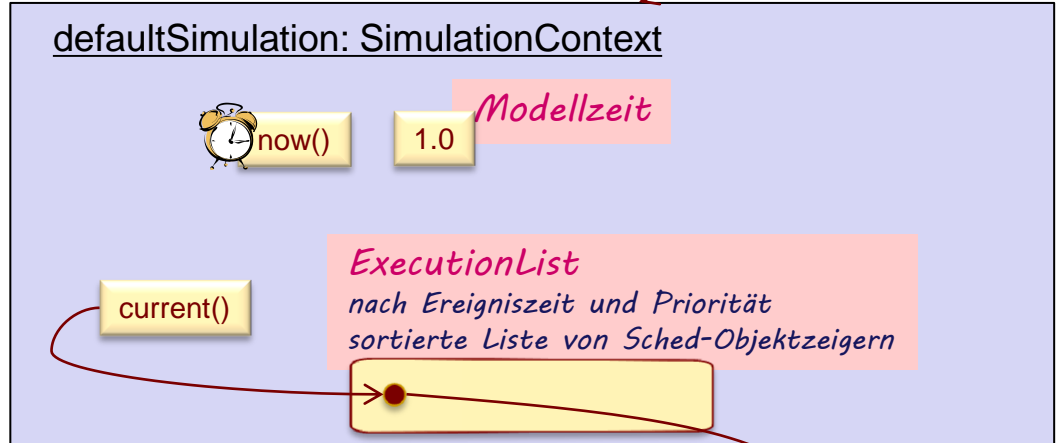 defaultSimulation: SimulationContext
Modellzeit
now() 1.0
ExecutionList
nach Ereigniszeit und Priorität
current()
sortierte Liste von Sched-Objektzeigern